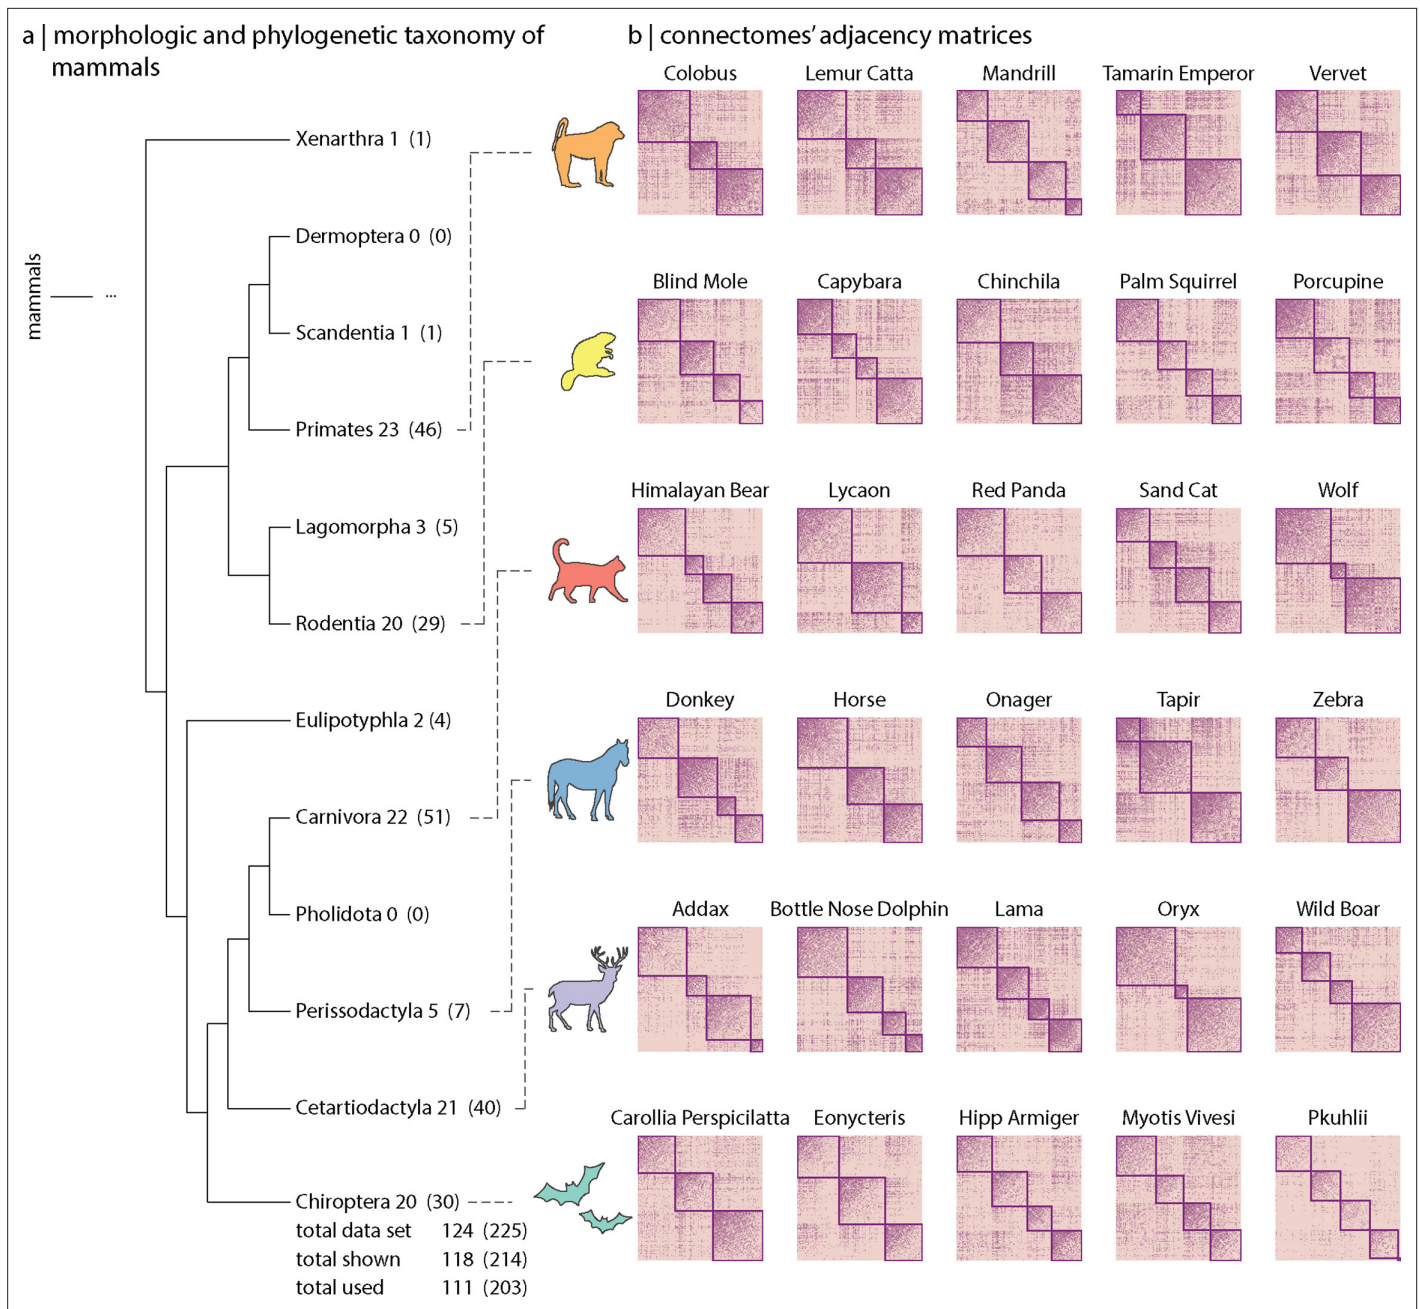 a | morphologic and phylogenetic taxonomy of
mammals
mammals
...
Xenarthra 1 (1)
Dermoptera 0 (0)
Scandentia 1 (1)
Primates 23 (46)
Lagomorpha 3 (5)
Rodentia 20 (29)
Eulipotyphla 2 (4)
Carnivora 22 (51)
Pholidota 0 (0)
Perissodactyla 5 (7)
Cetartiodactyla 21 (40)
Chiroptera 20 (30)
total data set 124 (225)
total shown 118 (214)
total used 111 (203)
b | connectomes' adjacency matrices
Colobus Lemur Catta Mandrill Tamarin Emperor Vervet
Blind Mole Capybara Chinchila Palm Squirrel Porcupine
Himalayan Bear Lycaon Red Panda Sand Cat Wolf
Donkey Horse Onager Tapir Zebra
Addax Bottle Nose Dolphin Lama Oryx Wild Boar
Carollia Perspicilatta Eonycteris Hipp Armiger Myotis Vivesi Pkuhlii